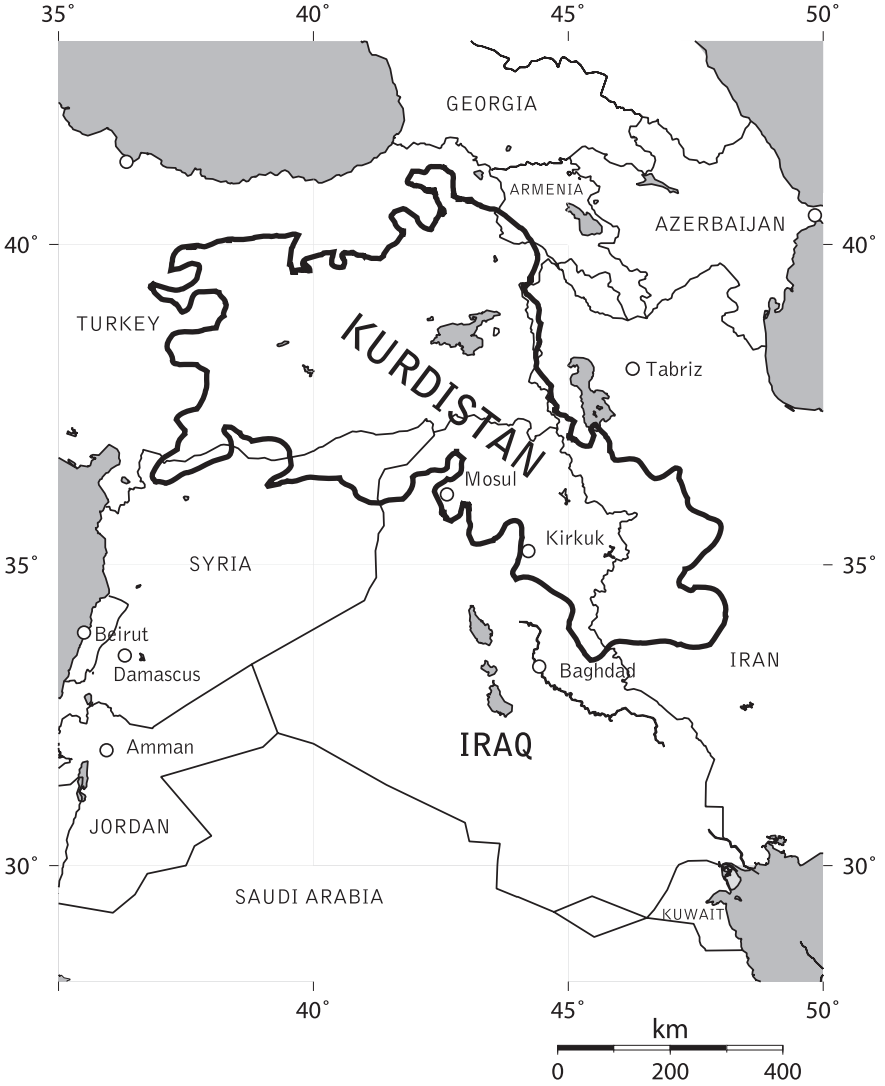 35° 40° 45° 50°
GEORGIA
ARMENIA
AZERBAIJAN
40° 40°
TURKEY
KURDISTAN
Tabriz
Mosul
Kirkuk
SYRIA
35° 35°
Beirut
IRAN
Baghdad
Damascus
Amman
IRAQ
JORDAN
30° 30°
SAUDI ARABIA
KUWAIT
35° 40° 45° 50°
km
0 200 400